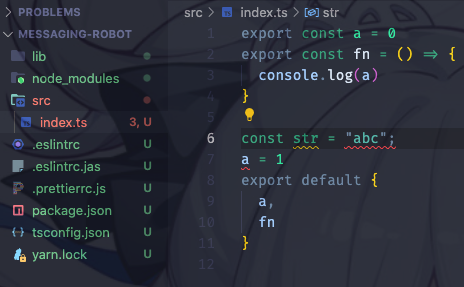 PROBLEMS
MESSAGING-ROBOT
lib
node_modules
src
index.ts 3, U
.eslintrc U
.eslintrc.jas U
.prettierrc.js U
package.json U
tsconfig.json U
yarn.lock U
src > index.ts > str
1 export const a = 0
2 export const fn = () => {
3 console.log(a)
4 }
5
6 const str = "abc";
7 a = 1
8 export default {
9 a,
10 fn
11 }
12